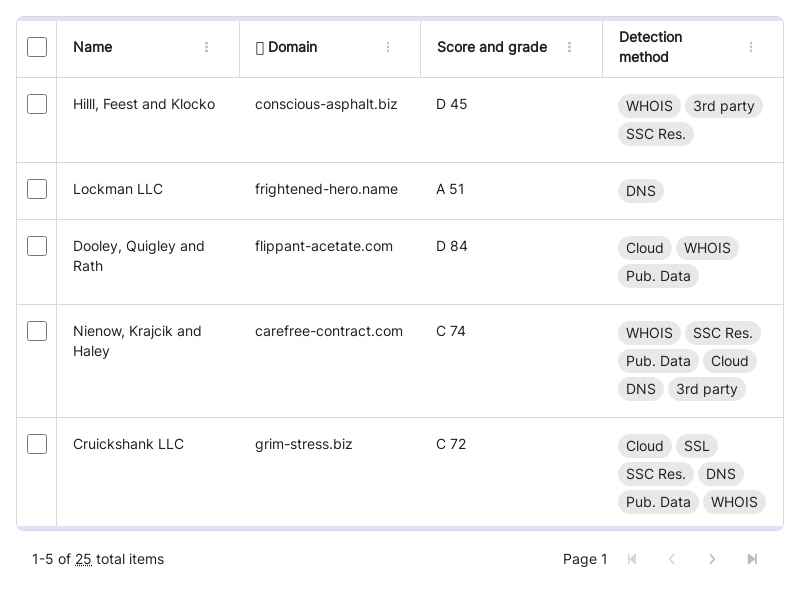 Name Domain Score and grade Detection method
Hilll, Feest and Klocko conscious-asphalt.biz D 45 WHOIS 3rd party
SSC Res.
Lockman LLC frightened-hero.name A 51 DNS
Dooley, Quigley and Rath flippant-acetate.com D 84 Cloud WHOIS
Pub. Data
Nienow, Krajcik and Haley carefree-contract.com C 74 WHOIS SSC Res.
Pub. Data Cloud
DNS 3rd party
Cruickshank LLC grim-stress.biz C 72 Cloud SSL
SSC Res. DNS
Pub. Data WHOIS
1-5 of 25 total items Page 1